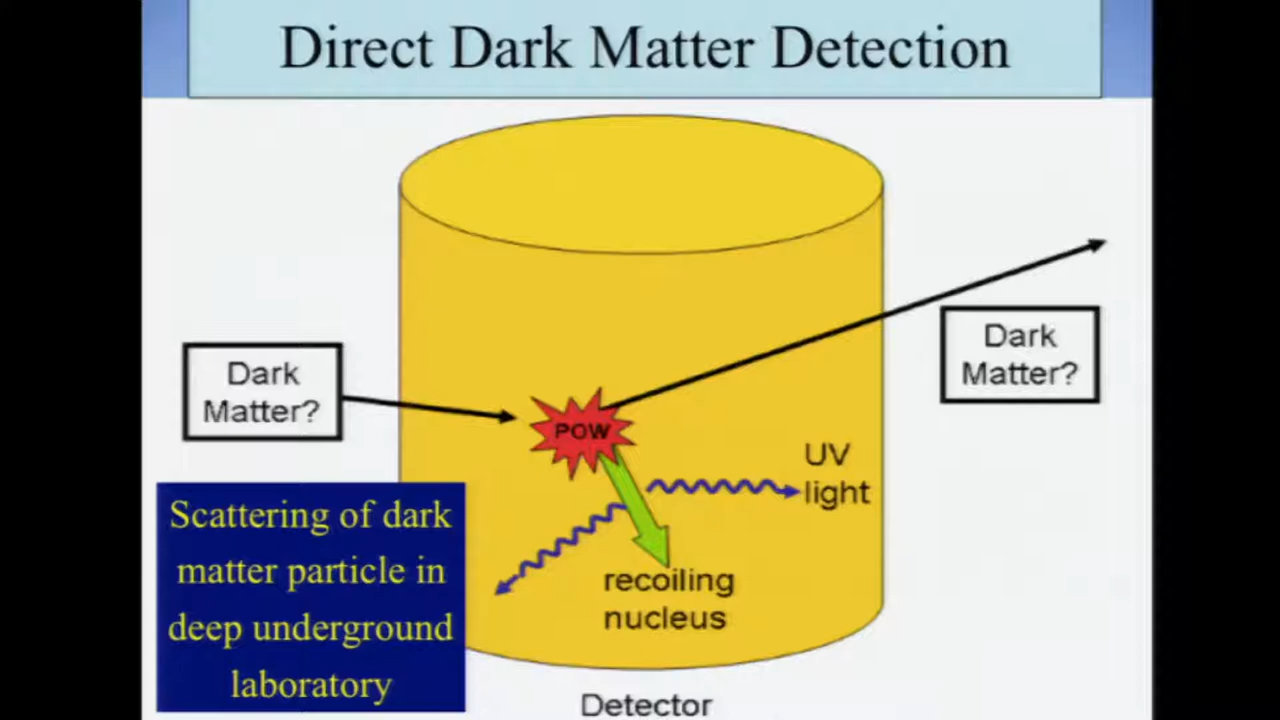 Direct Dark Matter Detection
Dark
Matter?
Dark
Matter?
POW
UV
light
recoiling
nucleus
Scattering of dark
matter particle in
deep underground
laboratory
Detector